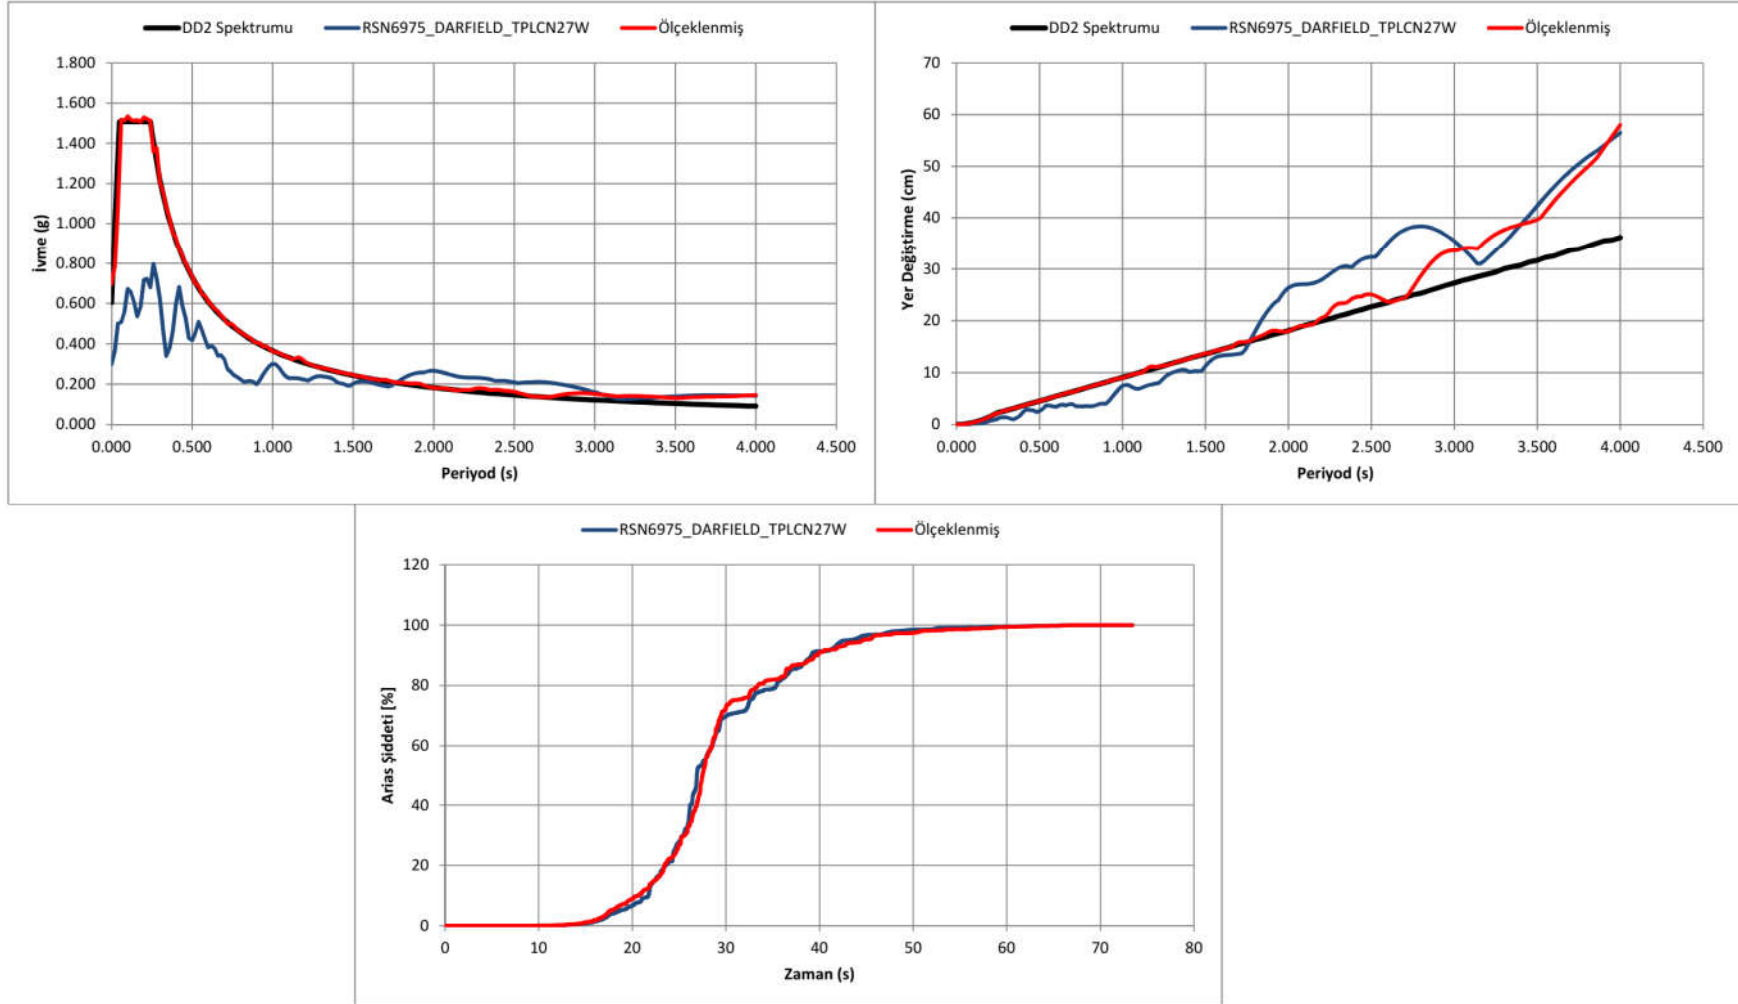 DD2 Spektrumu RSN6975_DARFIELD_TPLCN27W Ölçeklenmiş
1.800
1.600
1.400
1.200
1.000
0.800
0.600
0.400
0.200
0.000
İvme (g)
0.000 0.500 1.000 1.500 2.000 2.500 3.000 3.500 4.000 4.500
Periyod (s)
DD2 Spektrumu RSN6975_DARFIELD_TPLCN27W Ölçeklenmiş
70
60
50
40
30
20
10
0
Yer Değiştirme (cm)
0.000 0.500 1.000 1.500 2.000 2.500 3.000 3.500 4.000 4.500
Periyod (s)
RSN6975_DARFIELD_TPLCN27W Ölçeklenmiş
120
100
80
60
40
20
0
Arias Şiddeti [%]
0 10 20 30 40 50 60 70 80
Zaman (s)